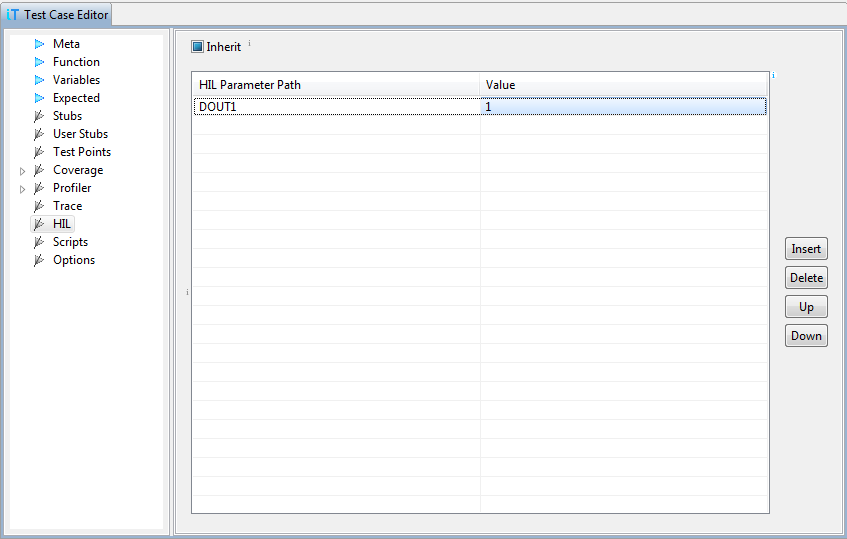 iT Test Case Editor
Meta
Function
Variables
Expected
Stubs
User Stubs
Test Points
Coverage
Profiler
Trace
HIL
Scripts
Options
Inherit i
HIL Parameter Path Value i
DOUT1 1
i
Insert
Delete
Up
Down